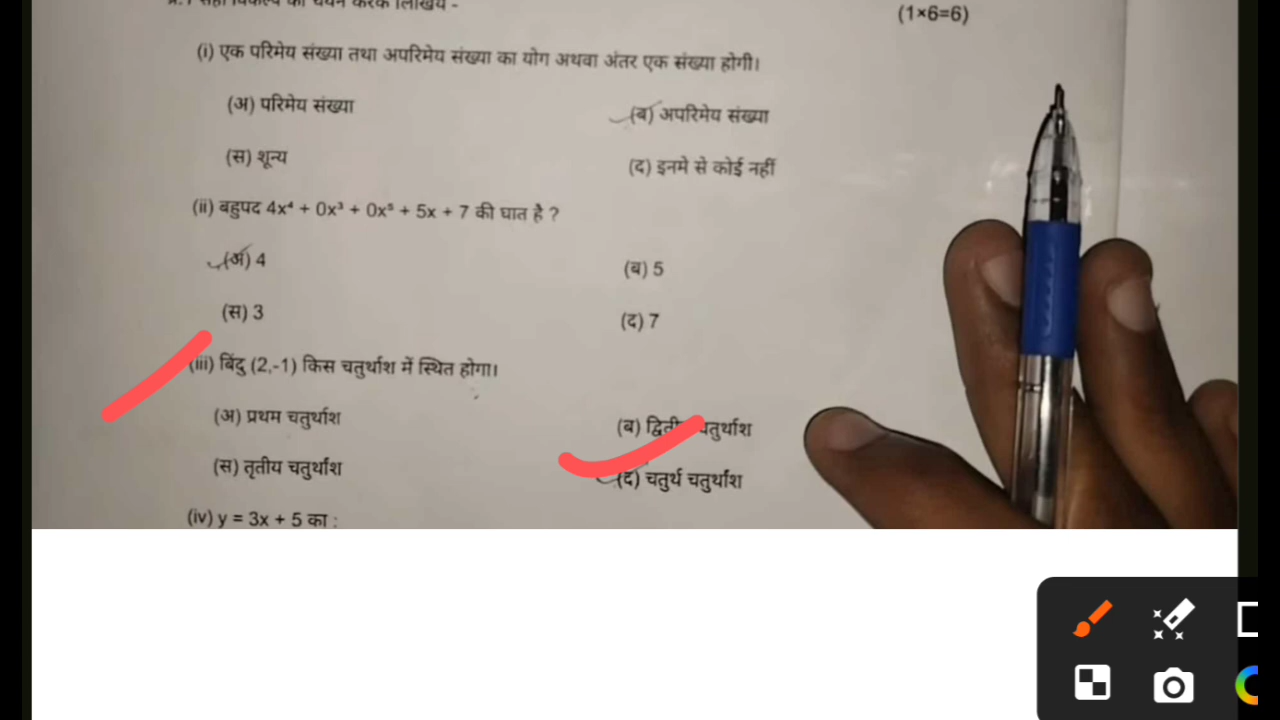 (1×6=6)
(i) एक परिमेय संख्या तथा अपरिमेय संख्या का योग अथवा अंतर एक संख्या होगी।
(अ) परिमेय संख्या (ब) अपरिमेय संख्या
(स) शून्य (द) इनमे से कोई नहीं
(ii) बहुपद 4x⁴ + 0x³ + 0x⁵ + 5x + 7 की घात है ?
(अ) 4 (ब) 5
(स) 3 (द) 7
(iii) बिंदु (2,-1) किस चतुर्थाश में स्थित होगा।
(अ) प्रथम चतुर्थाश (ब) द्वितीय चतुर्थाश
(स) तृतीय चतुर्थाश (द) चतुर्थ चतुर्थाश
(iv) y = 3x + 5 का :